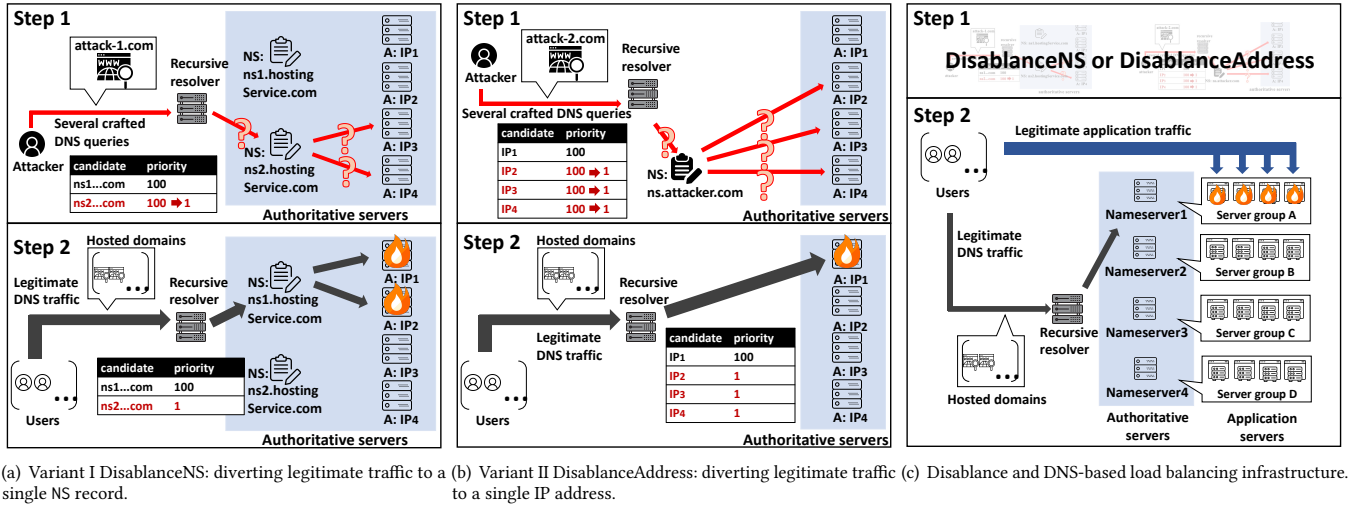 Step 1
attack-1.com
WWW
Recursive
resolver
NS:
ns1.hosting
Service.com
A: IP1
A: IP2
Several crafted
DNS queries
Attacker
?
?
?
NS:
ns2.hosting
Service.com
A: IP3
A: IP4
candidate priority
ns1...com 100
ns2...com 100 ➡ 1
Authoritative servers
Step 2
Hosted domains
...
Legitimate
DNS traffic
Recursive
resolver
NS:
ns1.hosting
Service.com
A: IP1
A: IP2
candidate priority
ns1...com 100
ns2...com 1
...
Users
NS:
ns2.hosting
Service.com
A: IP3
A: IP4
Authoritative servers
(a) Variant I DisablanceNS: diverting legitimate traffic to a
single NS record.
Step 1
attack-2.com
WWW
Recursive
resolver
Attacker
A: IP1
A: IP2
Several crafted DNS queries
candidate priority
IP1 100
IP2 100 ➡ 1
IP3 100 ➡ 1
IP4 100 ➡ 1
?
?
?
?
NS:
ns.attacker.com
A: IP3
A: IP4
Authoritative servers
Step 2
Hosted domains
...
Recursive
resolver
Legitimate
DNS traffic
A: IP1
A: IP2
candidate priority
IP1 100
IP2 1
IP3 1
IP4 1
...
Users
A: IP3
A: IP4
Authoritative servers
(b) Variant II DisablanceAddress: diverting legitimate traffic
to a single IP address.
Step 1
DisablanceNS or DisablanceAddress
Step 2
Legitimate application traffic
...
Users
Nameserver1
Server group A
Legitimate
DNS traffic
Nameserver2
Server group B
Recursive
resolver
Nameserver3
Server group C
...
Hosted domains
Nameserver4
Server group D
Authoritative
servers
Application
servers
(c) Disablance and DNS-based load balancing infrastructure.